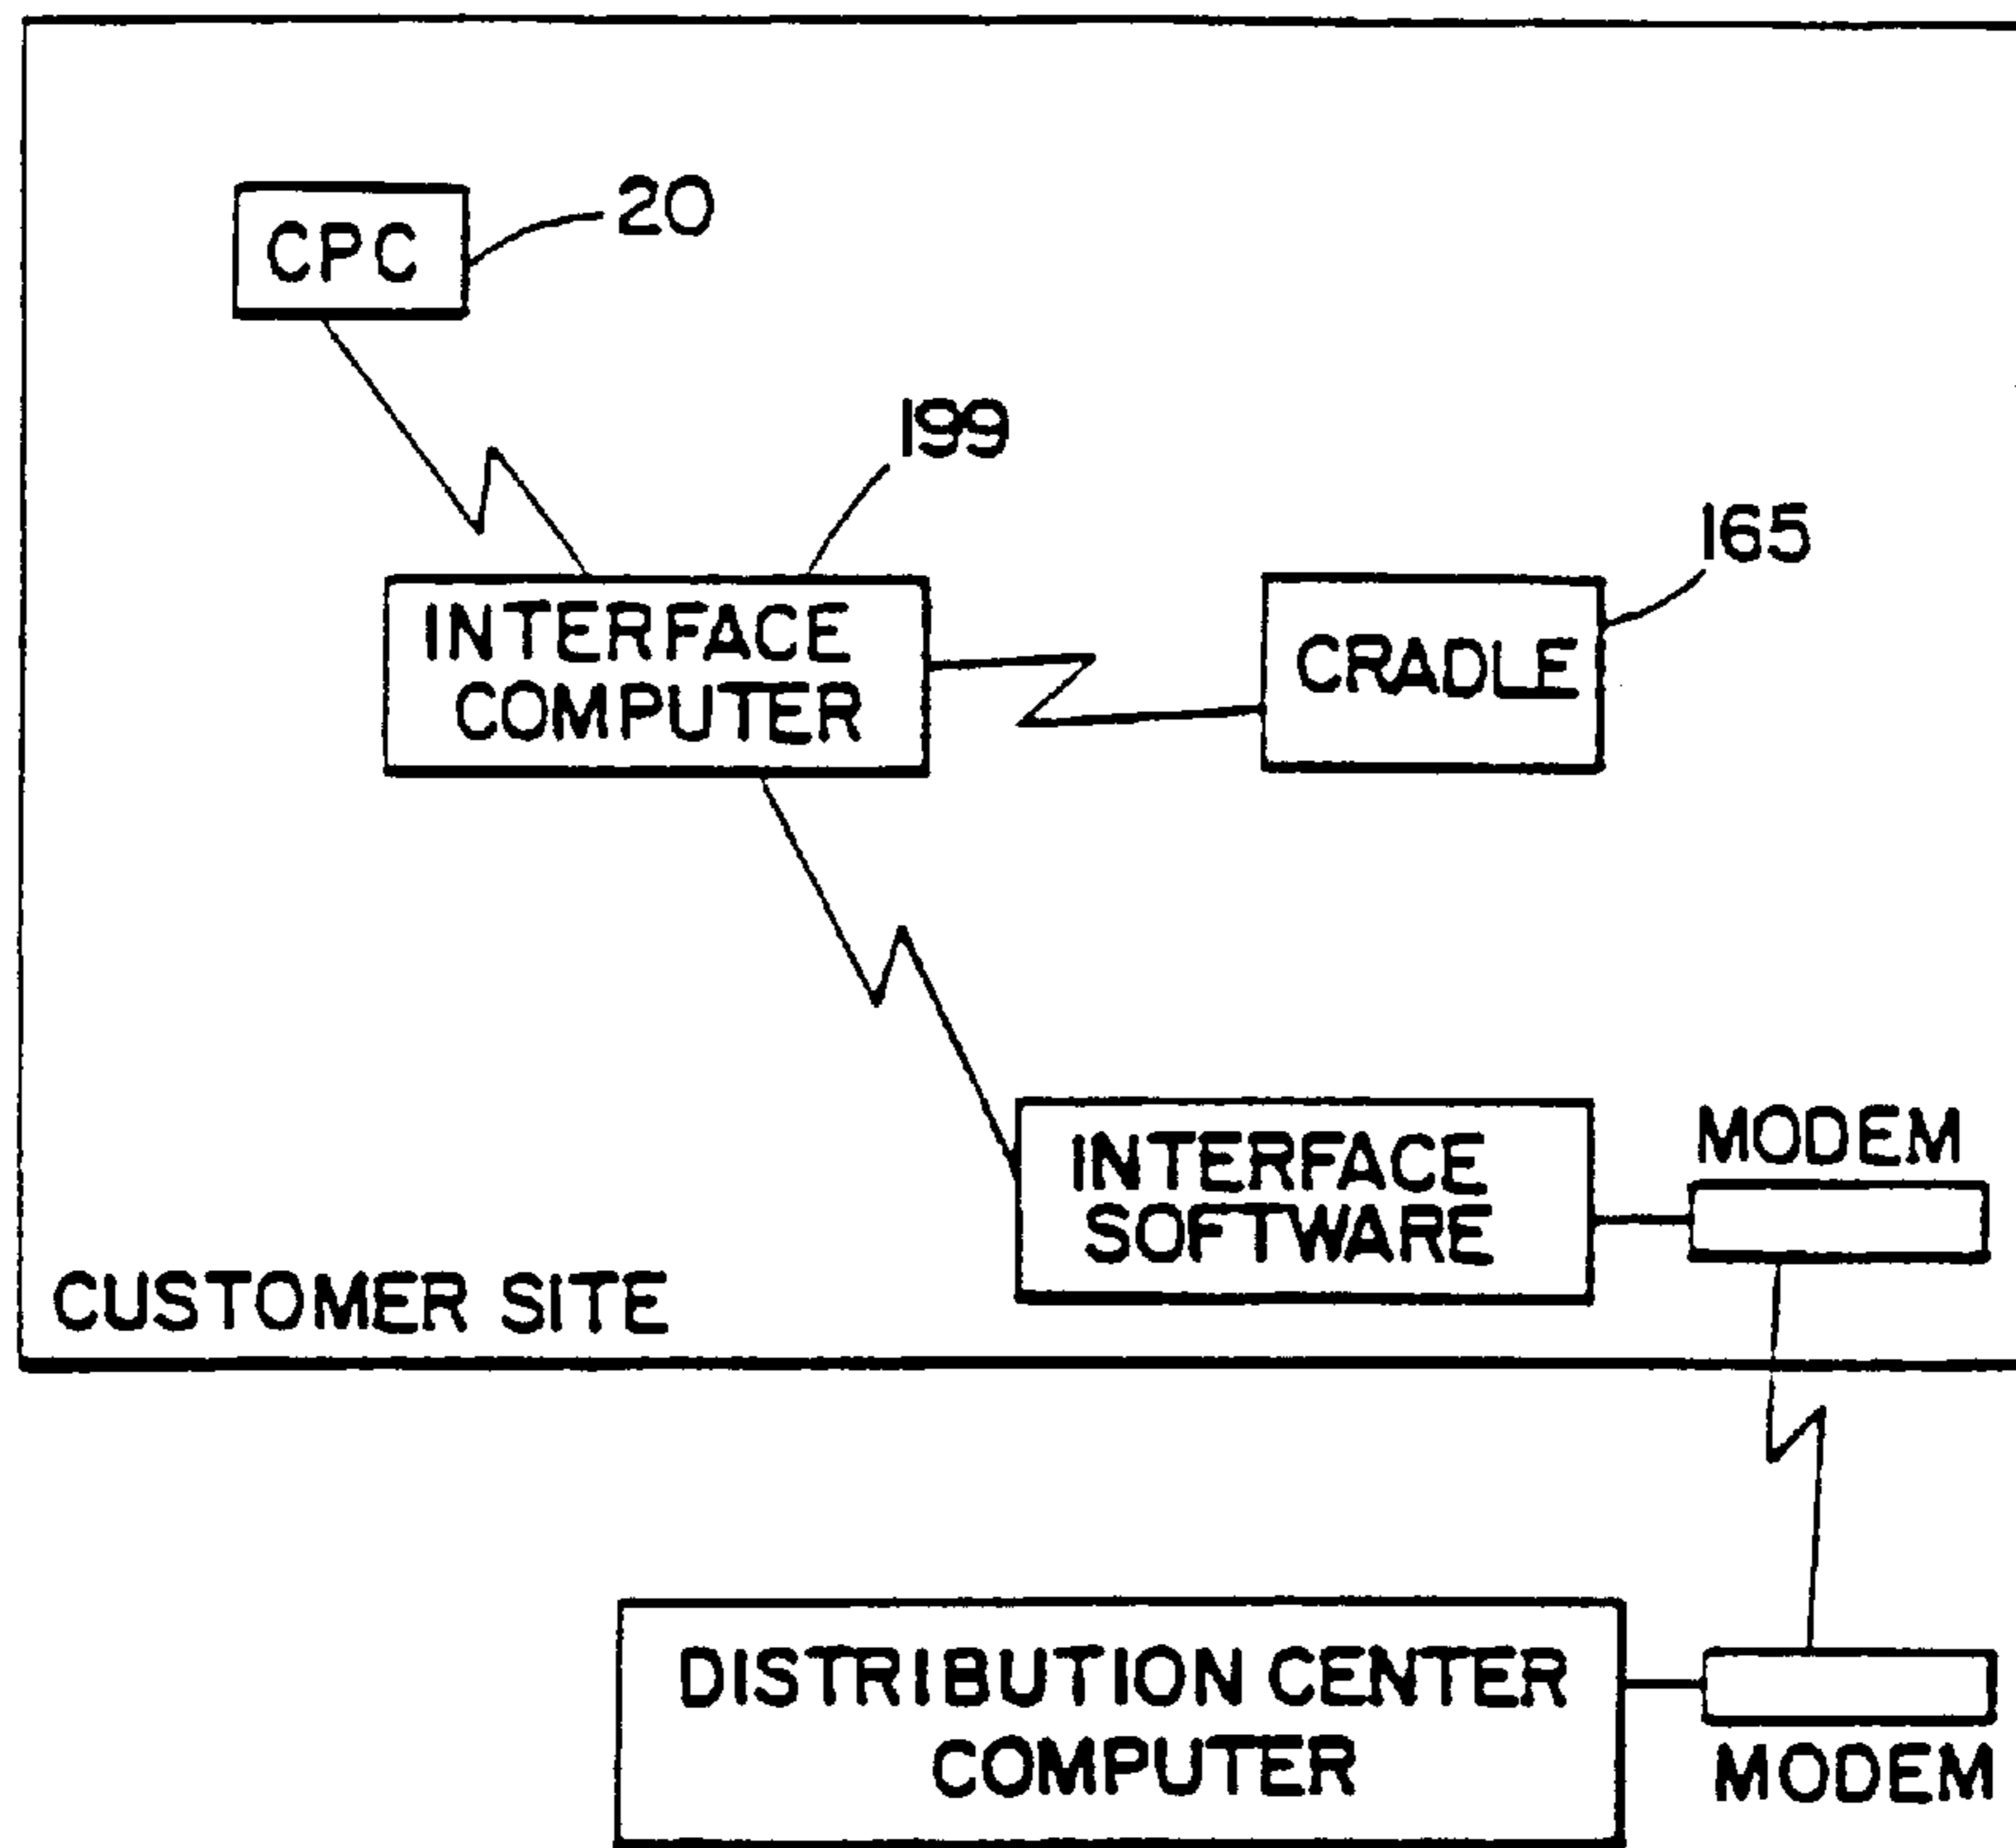 CPC
20
199
INTERFACE
COMPUTER
165
CRADLE
MODEM
INTERFACE
SOFTWARE
CUSTOMER SITE
DISTRIBUTION CENTER
COMPUTER
MODEM